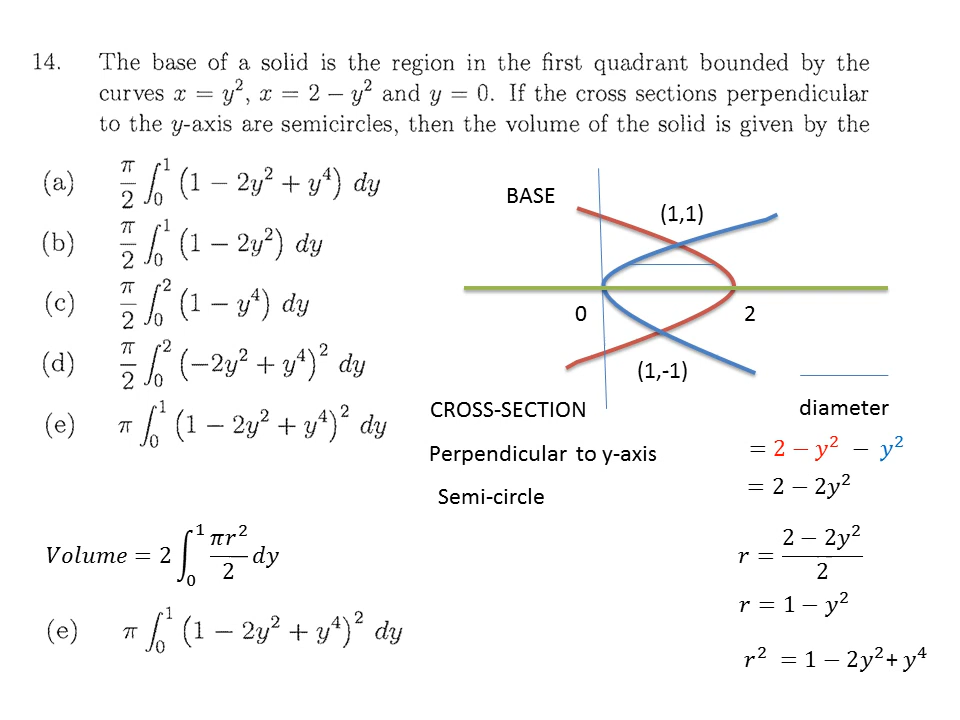 14. The base of a solid is the region in the first quadrant bounded by the
curves x = y², x = 2 − y² and y = 0. If the cross sections perpendicular
to the y-axis are semicircles, then the volume of the solid is given by the
(a) π/2 ∫₀¹ (1 − 2y² + y⁴) dy
(b) π/2 ∫₀¹ (1 − 2y²) dy
(c) π/2 ∫₀² (1 − y⁴) dy
(d) π/2 ∫₀² (−2y² + y⁴)² dy
(e) π ∫₀¹ (1 − 2y² + y⁴)² dy
BASE
(1,1)
0
2
(1,-1)
CROSS-SECTION
Perpendicular to y-axis
Semi-circle
diameter
= 2 − y² − y²
= 2 − 2y²
Volume = 2 ∫₀¹ πr²/2 dy
(e) π ∫₀¹ (1 − 2y² + y⁴)² dy
r = (2 − 2y²)/2
r = 1 − y²
r² = 1 − 2y² + y⁴